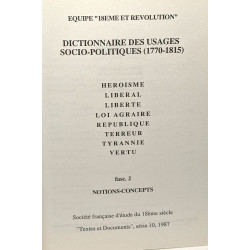 EQUIPE "18EME ET REVOLUTION"
DICTIONNAIRE DES USAGES
SOCIO-POLITIQUES (1770-1815)
HEROISME
LIBERAL
LIBERTE
LOI AGRAIRE
REPUBLIQUE
TERREUR
TYRANNIE
VERTU
fasc. 2
NOTIONS-CONCEPTS
Société française d'étude du 18ème siècle
"Textes et Documents", série 10, 1987